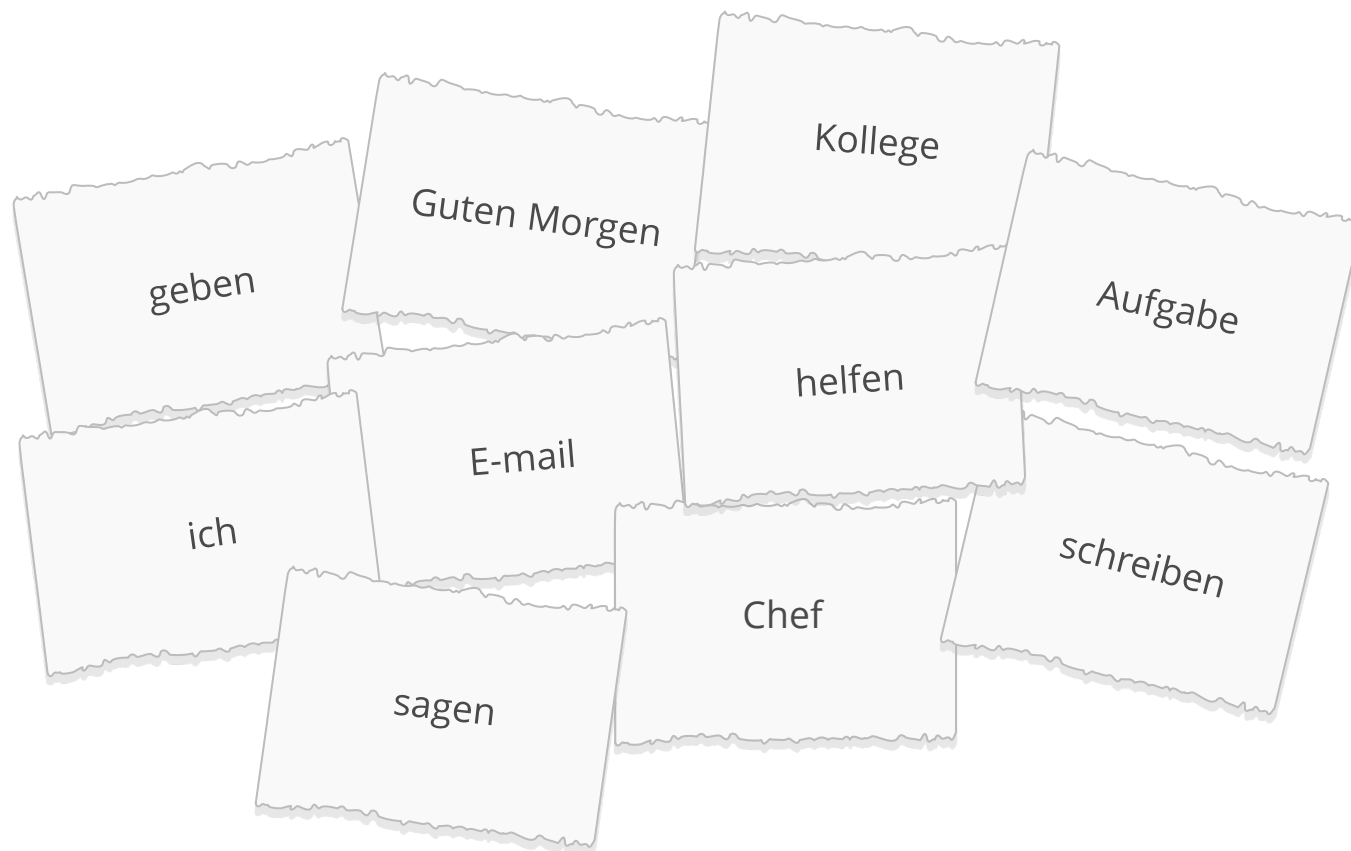 Kollege
Guten Morgen
geben
Aufgabe
helfen
E-mail
ich
schreiben
Chef
sagen